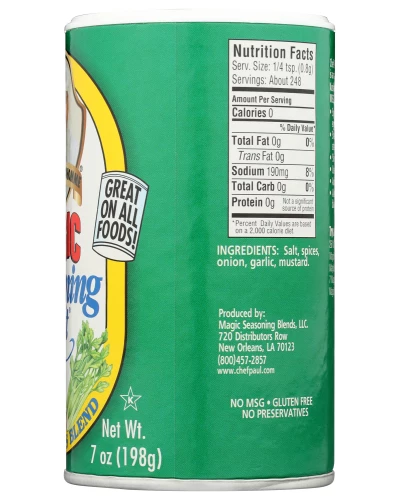 GREAT
ON ALL
FOODS!
BLEND
Net Wt.
7 oz (198g)
Nutrition Facts
Serv. Size: 1/4 tsp. (0.8g)
Servings: About 248
Amount Per Serving
Calories 0
% Daily Value*
Total Fat 0g 0%
Trans Fat 0g
Sodium 190mg 8%
Total Carb 0g 0%
Protein 0g Not a significant source of protein
*Percent Daily Values are based
on a 2,000 calorie diet
INGREDIENTS: Salt, spices,
onion, garlic, mustard.
Produced by:
Magic Seasoning Blends, LLC.
720 Distributors Row
New Orleans, LA 70123
(800)457-2857
www.chefpaul.com
NO MSG • GLUTEN FREE
NO PRESERVATIVES